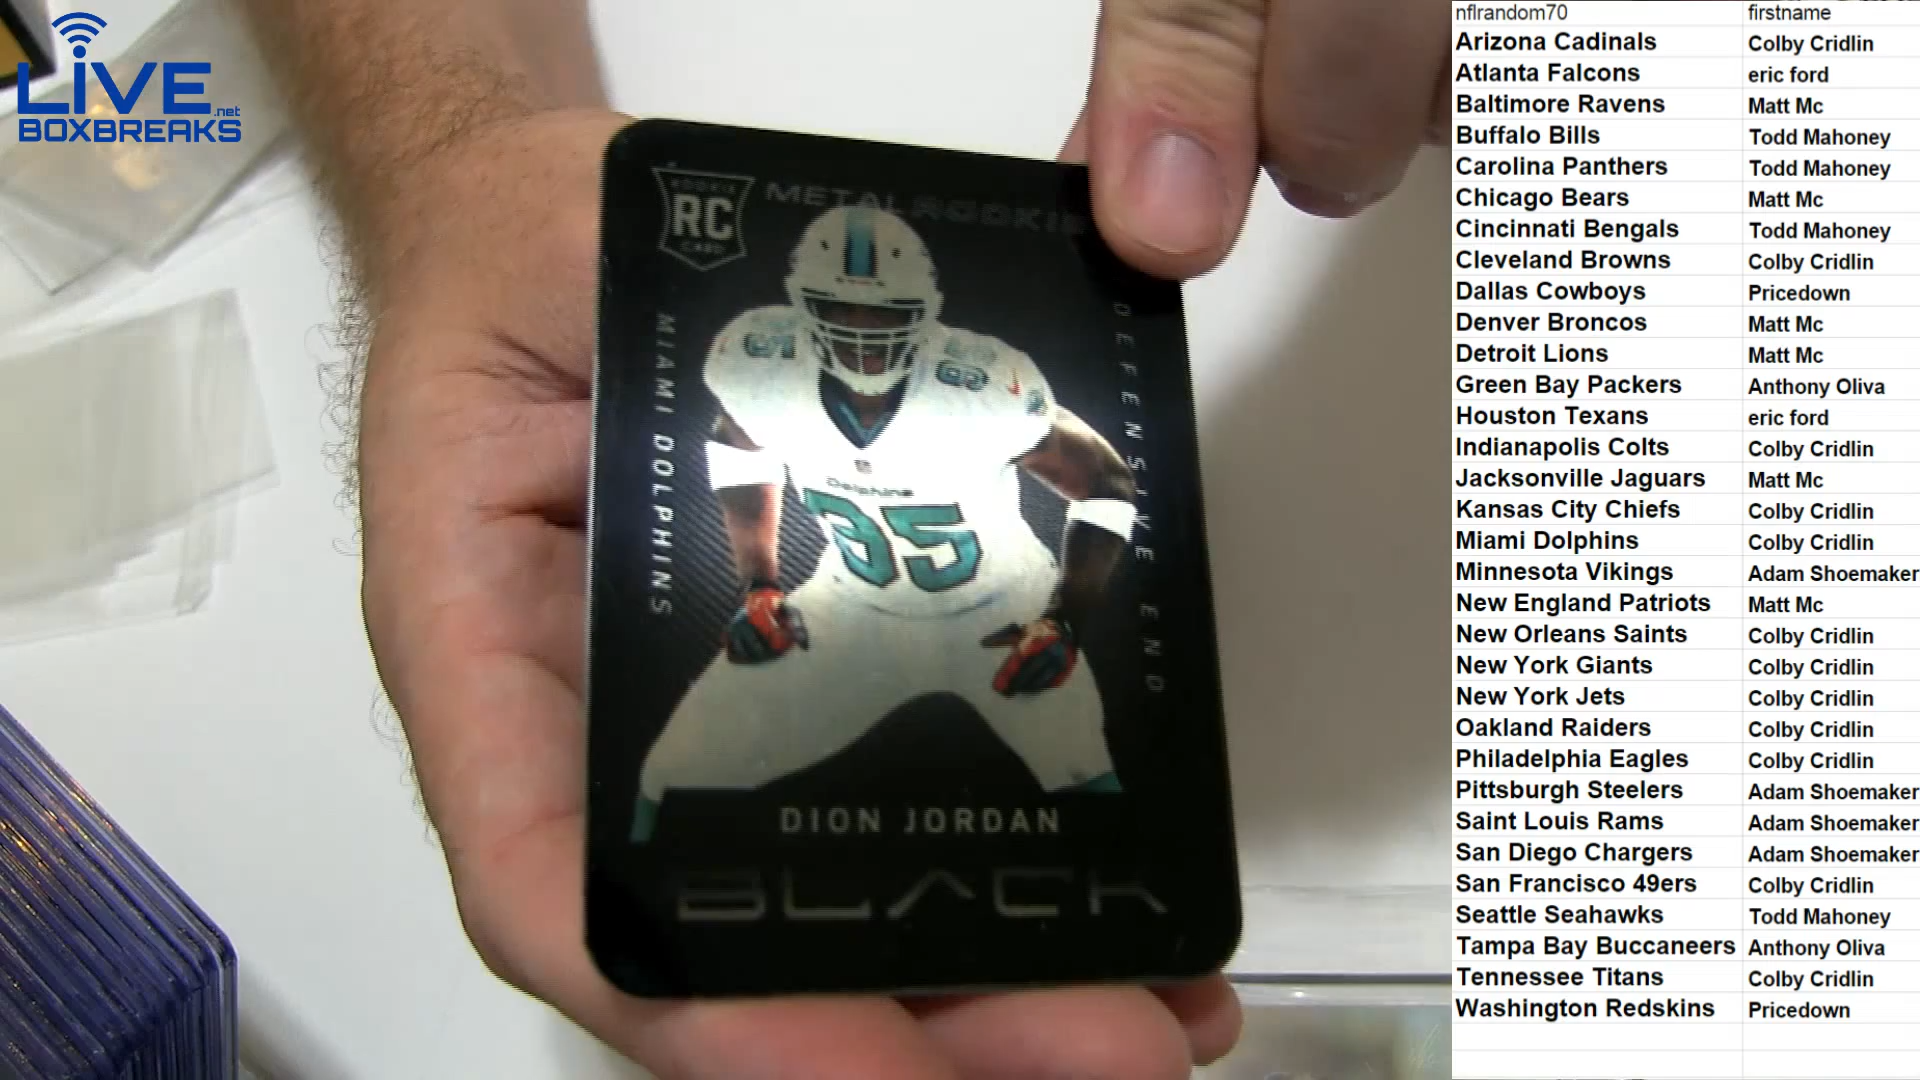 LiVE
.net
BOXBREAKS
ROOKIE
RC
CARD
METAL ROOKIE
MIAMI DOLPHINS
DEFENSIVE END
95
95
Dolphins
95
DION JORDAN
BLACK
nflrandom70 firstname
Arizona Cadinals Colby Cridlin
Atlanta Falcons eric ford
Baltimore Ravens Matt Mc
Buffalo Bills Todd Mahoney
Carolina Panthers Todd Mahoney
Chicago Bears Matt Mc
Cincinnati Bengals Todd Mahoney
Cleveland Browns Colby Cridlin
Dallas Cowboys Pricedown
Denver Broncos Matt Mc
Detroit Lions Matt Mc
Green Bay Packers Anthony Oliva
Houston Texans eric ford
Indianapolis Colts Colby Cridlin
Jacksonville Jaguars Matt Mc
Kansas City Chiefs Colby Cridlin
Miami Dolphins Colby Cridlin
Minnesota Vikings Adam Shoemaker
New England Patriots Matt Mc
New Orleans Saints Colby Cridlin
New York Giants Colby Cridlin
New York Jets Colby Cridlin
Oakland Raiders Colby Cridlin
Philadelphia Eagles Colby Cridlin
Pittsburgh Steelers Adam Shoemaker
Saint Louis Rams Adam Shoemaker
San Diego Chargers Adam Shoemaker
San Francisco 49ers Colby Cridlin
Seattle Seahawks Todd Mahoney
Tampa Bay Buccaneers Anthony Oliva
Tennessee Titans Colby Cridlin
Washington Redskins Pricedown